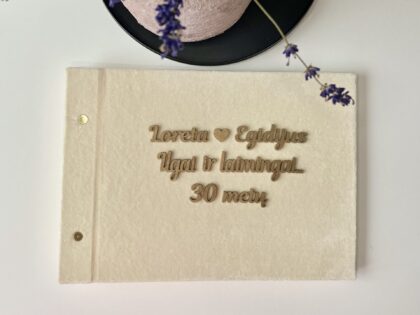 Loreta ♥ Egidijus
Ilgai ir laimingai...
30 metų